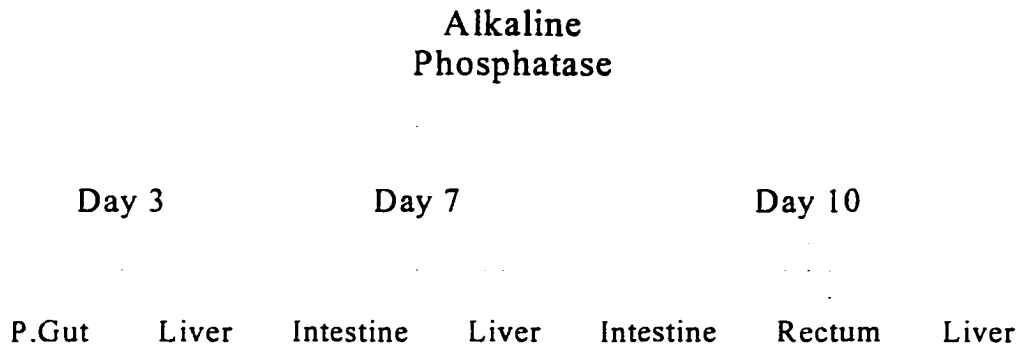 Alkaline
Phosphatase
Day 3 Day 7 Day 10
P.Gut Liver Intestine Liver Intestine Rectum Liver